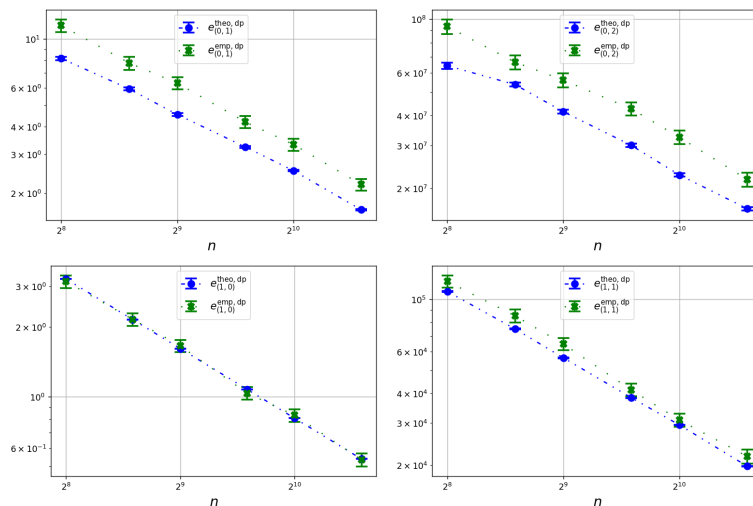 10¹
6 × 10⁰
4 × 10⁰
3 × 10⁰
2 × 10⁰
e^{theo, dp}_{(0, 1)}
e^{emp, dp}_{(0, 1)}
2⁸
2⁹
2¹⁰
n
10⁸
6 × 10⁷
4 × 10⁷
3 × 10⁷
2 × 10⁷
e^{theo, dp}_{(0, 2)}
e^{emp, dp}_{(0, 2)}
2⁸
2⁹
2¹⁰
n
3 × 10⁰
2 × 10⁰
10⁰
6 × 10⁻¹
e^{theo, dp}_{(1, 0)}
e^{emp, dp}_{(1, 0)}
2⁸
2⁹
2¹⁰
n
10⁵
6 × 10⁴
4 × 10⁴
3 × 10⁴
2 × 10⁴
e^{theo, dp}_{(1, 1)}
e^{emp, dp}_{(1, 1)}
2⁸
2⁹
2¹⁰
n